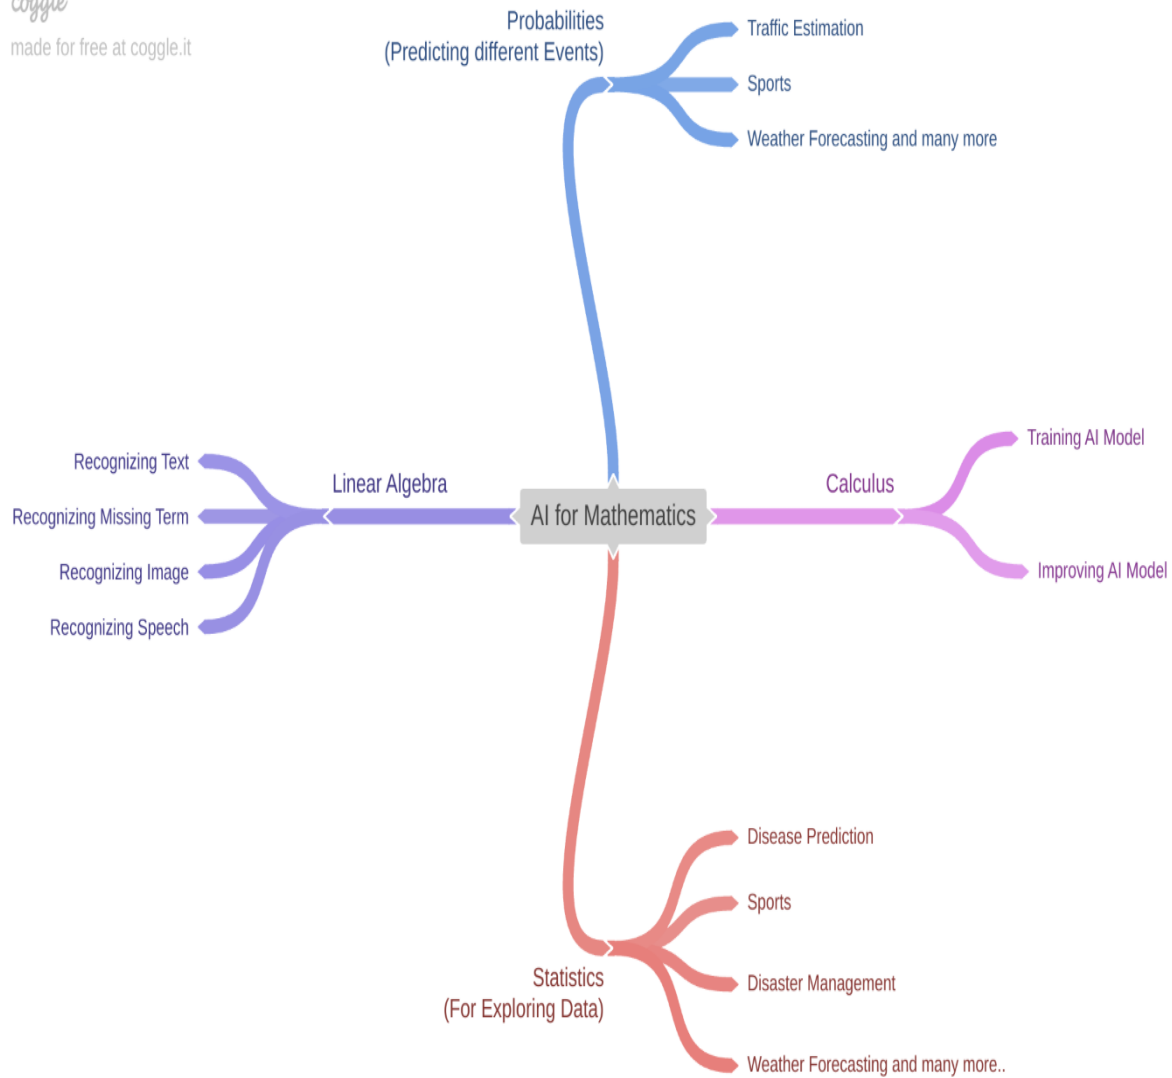 coggle
made for free at coggle.it
Probabilities
(Predicting different Events)
Traffic Estimation
Sports
Weather Forecasting and many more
Recognizing Text
Recognizing Missing Term
Recognizing Image
Recognizing Speech
Linear Algebra
AI for Mathematics
Calculus
Training AI Model
Improving AI Model
Statistics
(For Exploring Data)
Disease Prediction
Sports
Disaster Management
Weather Forecasting and many more..